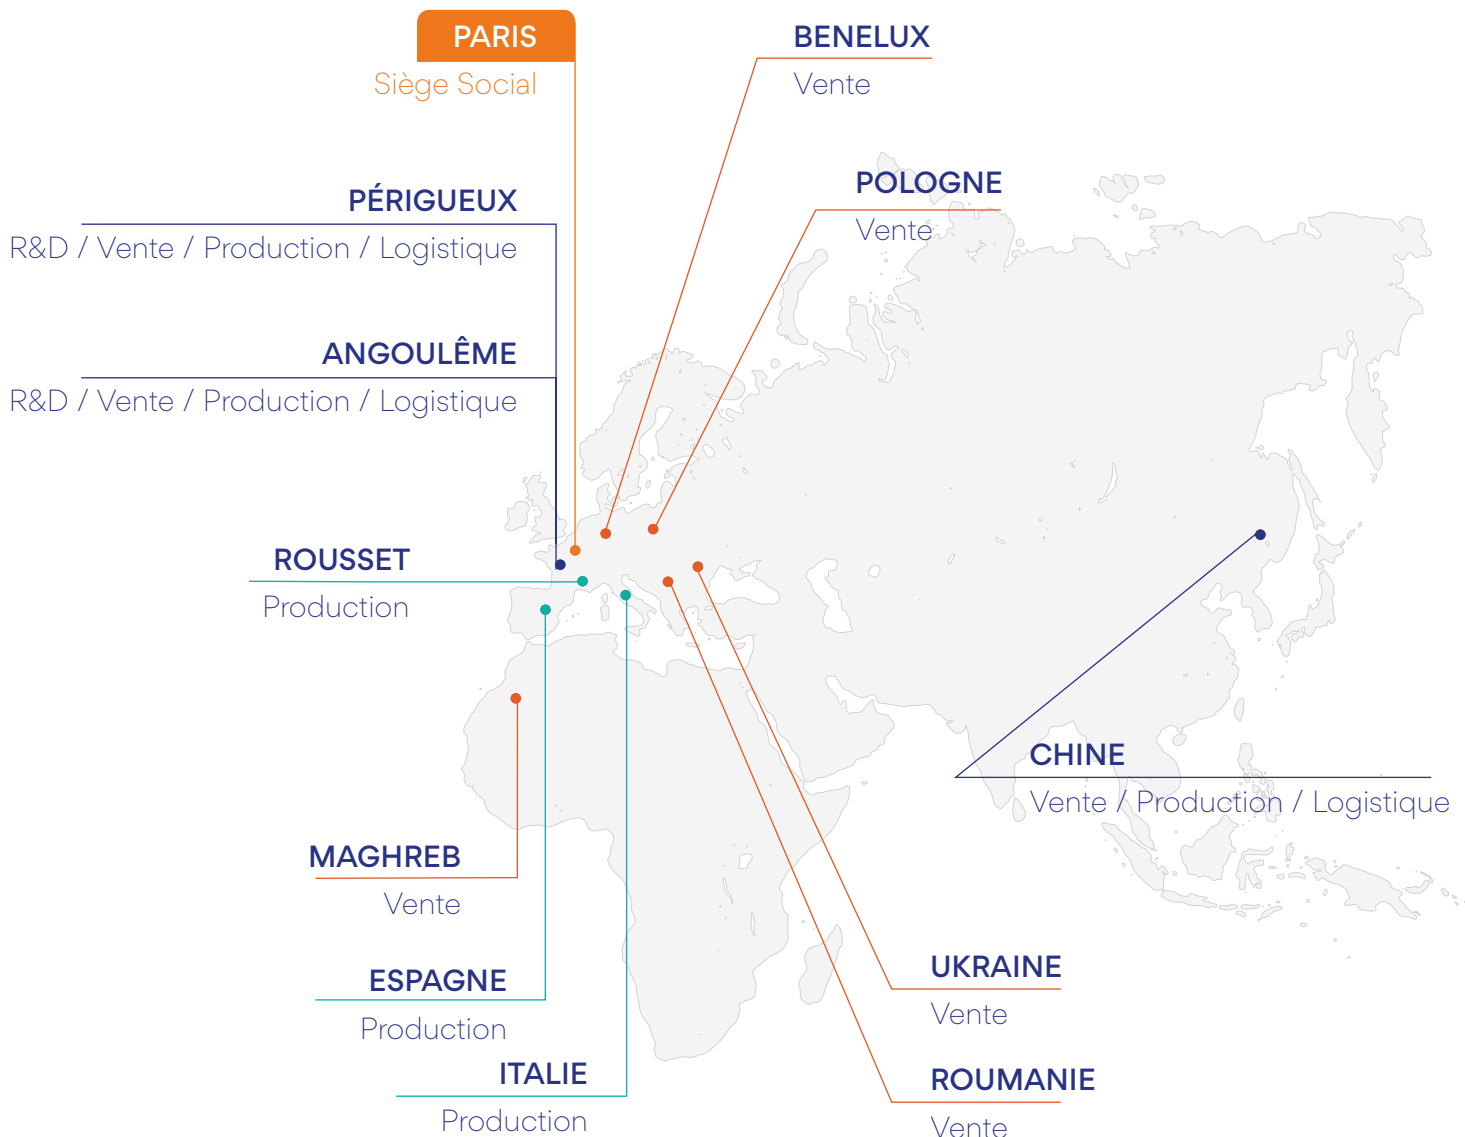 PARIS
Siège Social
BENELUX
Vente
PÉRIGUEUX
R&D / Vente / Production / Logistique
POLOGNE
Vente
ANGOULÊME
R&D / Vente / Production / Logistique
ROUSSET
Production
CHINE
Vente / Production / Logistique
MAGHREB
Vente
ESPAGNE
Production
UKRAINE
Vente
ITALIE
Production
ROUMANIE
Vente